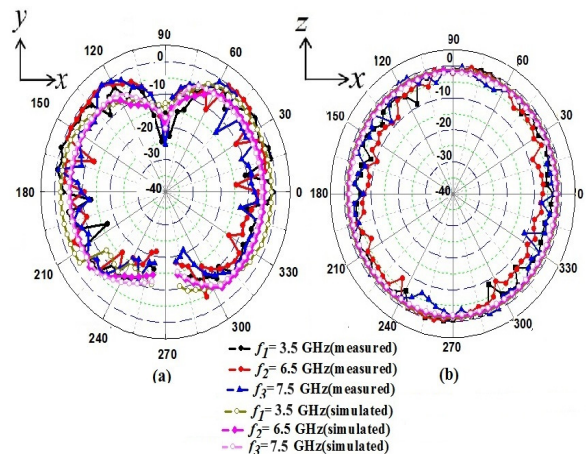 y
x
90
120
60
150
30
180
0
210
330
240
300
270
0
-10
-20
-30
-40
(a)
z
x
90
120
60
150
30
180
0
210
330
240
300
270
0
-10
-20
-30
-40
(b)
f1= 3.5 GHz(measured)
f2= 6.5 GHz(measured)
f3= 7.5 GHz(measured)
f1= 3.5 GHz(simulated)
f2= 6.5 GHz(simulated)
f3= 7.5 GHz(simulated)